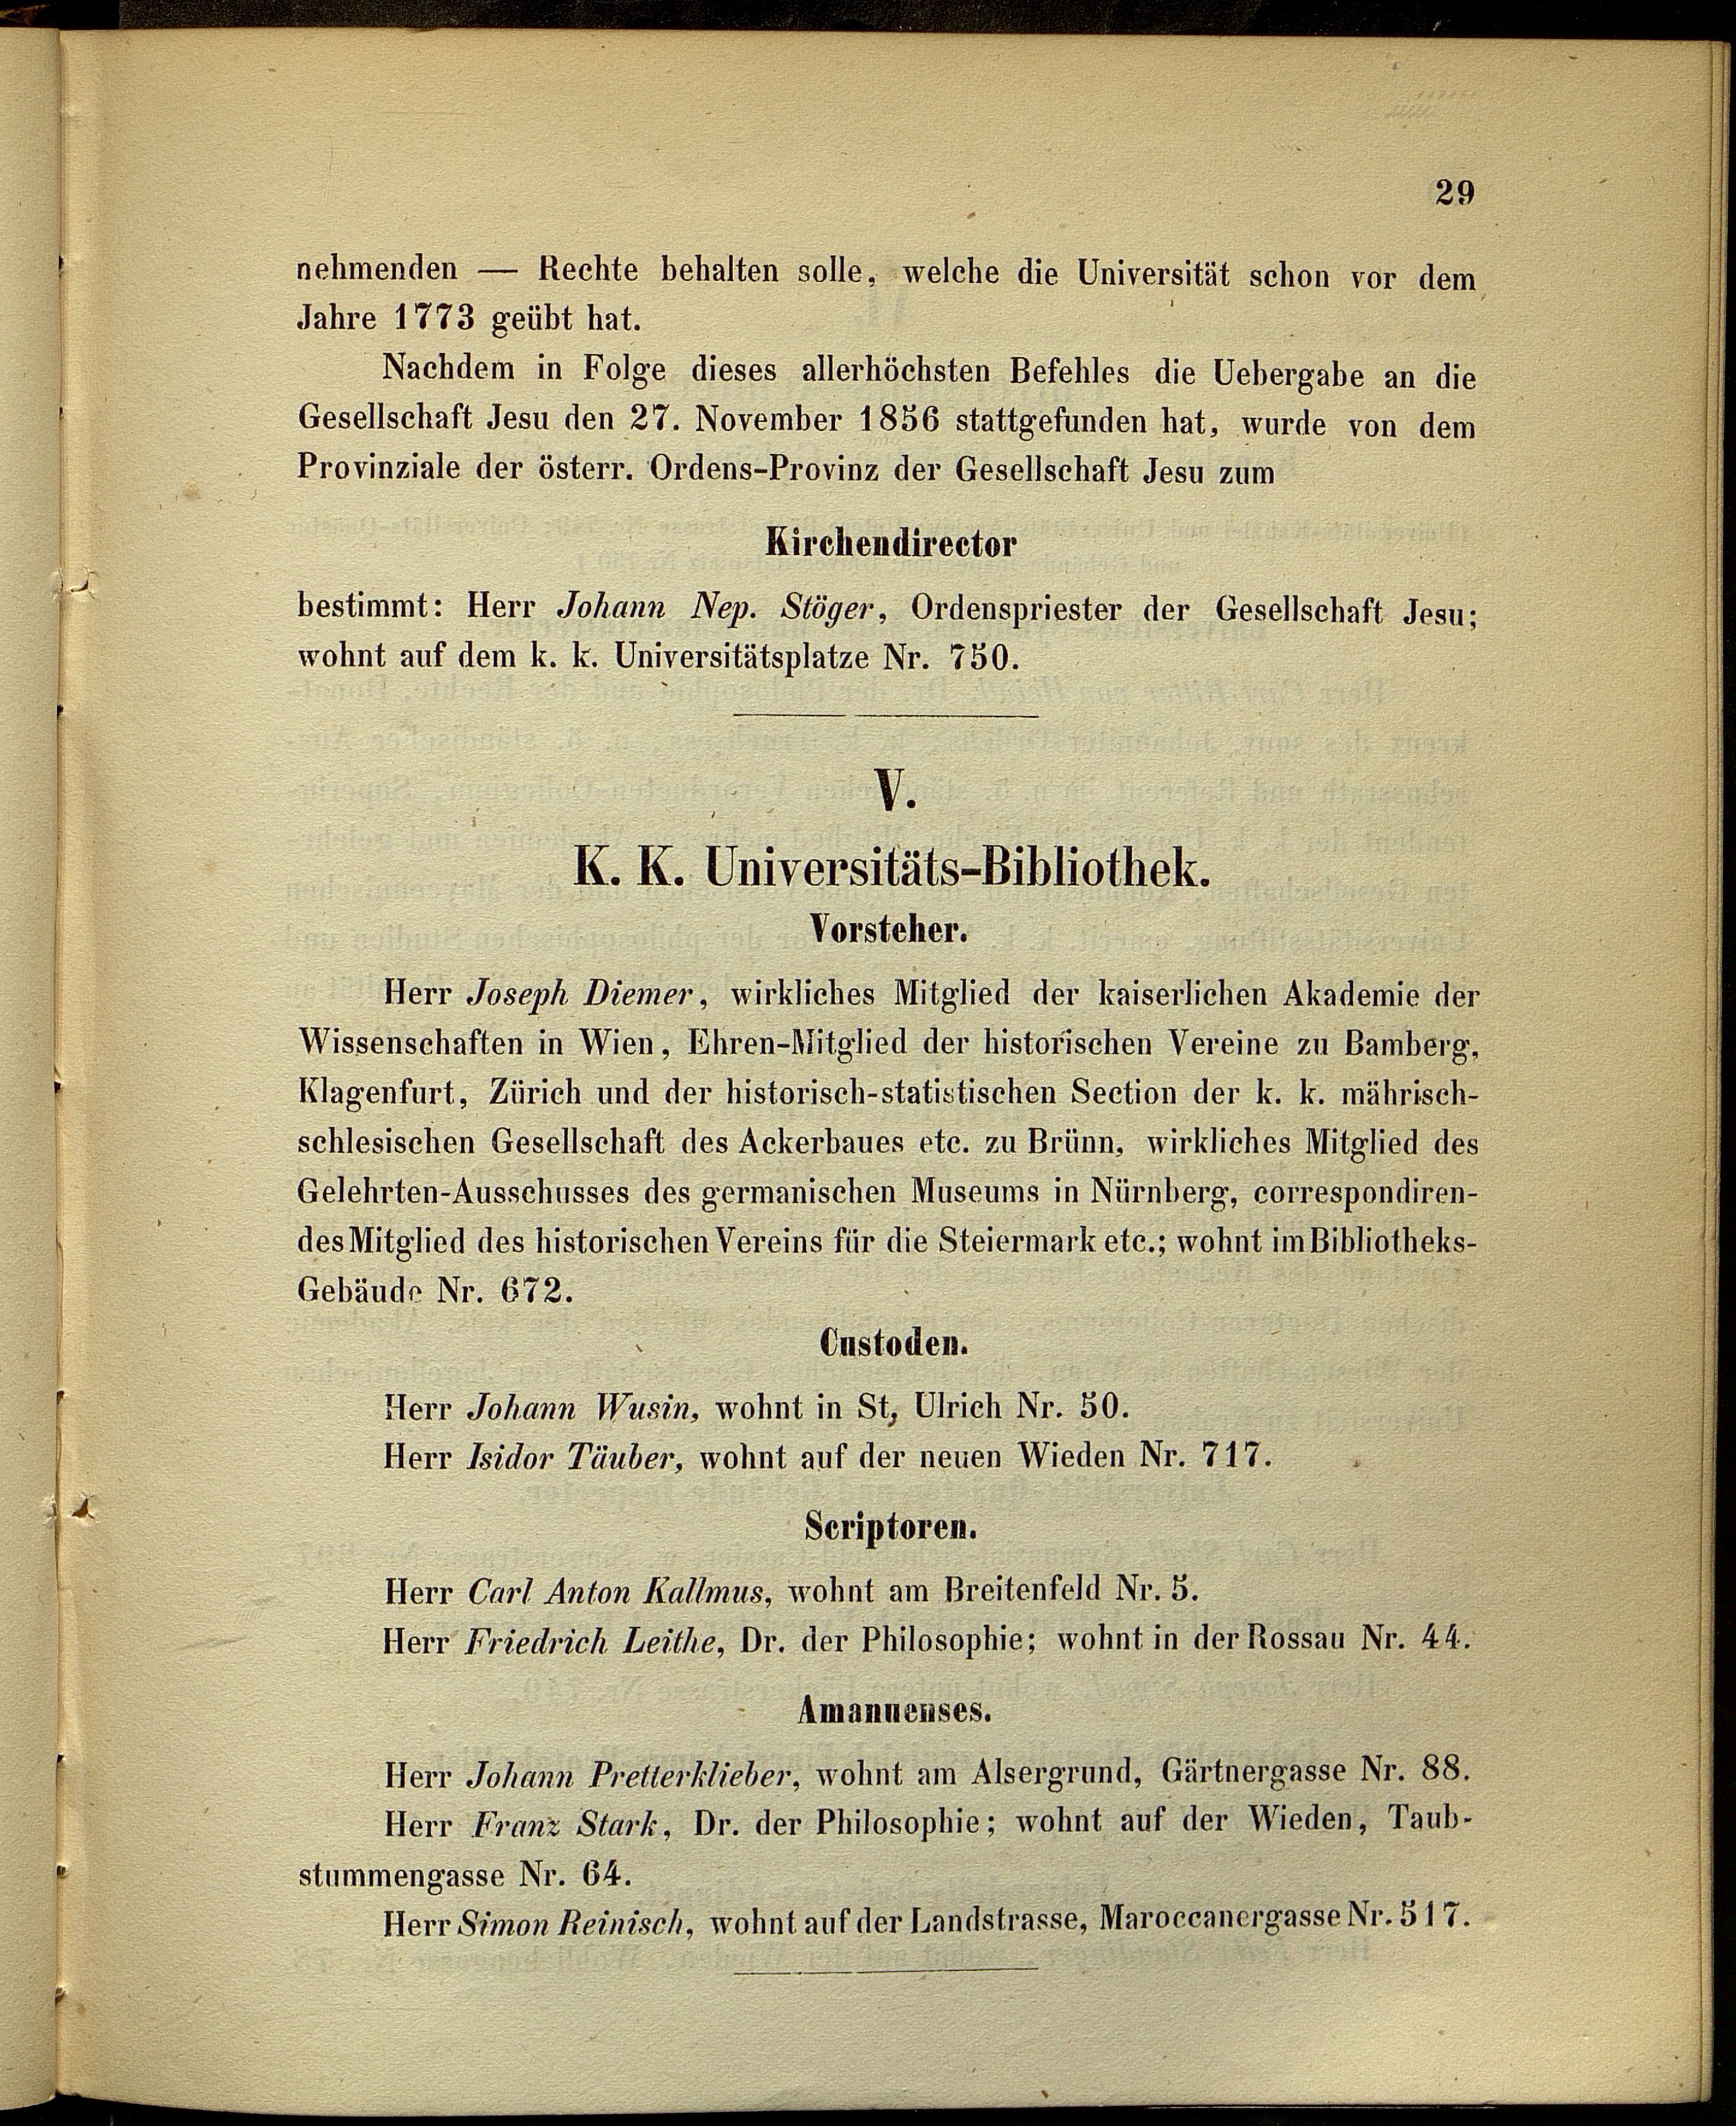 29
nehmenden — Rechte behalten solle, welche die Universität schon vor dem
Jahre 1773 geübt hat.
Nachdem in Folge dieses allerhöchsten Befehles die Uebergabe an die
Gesellschaft Jesu den 27. November 1856 stattgefunden hat, wurde von dem
Provinziale der österr. Ordens-Provinz der Gesellschaft Jesu zum
Kirchendirector
bestimmt: Herr Johann Nep. Stöger, Ordenspriester der Gesellschaft Jesu;
wohnt auf dem k. k. Universitätsplatze Nr. 750.
V.
K. K. Universitäts-Bibliothek.
Vorsteher.
Herr Joseph Diemer, wirkliches Mitglied der kaiserlichen Akademie der
Wissenschaften in Wien, Ehren-Mitglied der historischen Vereine zu Bamberg,
Klagenfurt, Zürich und der historisch-statistischen Section der k. k. mährisch-
schlesischen Gesellschaft des Ackerbaues etc. zu Brünn, wirkliches Mitglied des
Gelehrten-Ausschusses des germanischen Museums in Nürnberg, correspondiren-
des Mitglied des historischen Vereins für die Steiermark etc.; wohnt im Bibliotheks-
Gebäude Nr. 672.
Custoden.
Herr Johann Wusin, wohnt in St, Ulrich Nr. 50.
Herr Isidor Täuber, wohnt auf der neuen Wieden Nr. 717.
Scriptoren.
Herr Carl Anton Kallmus, wohnt am Breitenfeld Nr. 5.
Herr Friedrich Leithe, Dr. der Philosophie; wohnt in der Rossau Nr. 44.
Amanuenses.
Herr Johann Pretterklieber, wohnt am Alsergrund, Gärtnergasse Nr. 88.
Herr Franz Stark, Dr. der Philosophie; wohnt auf der Wieden, Taub-
stummengasse Nr. 64.
Herr Simon Reinisch, wohnt auf der Landstrasse, Maroccanergasse Nr. 517.